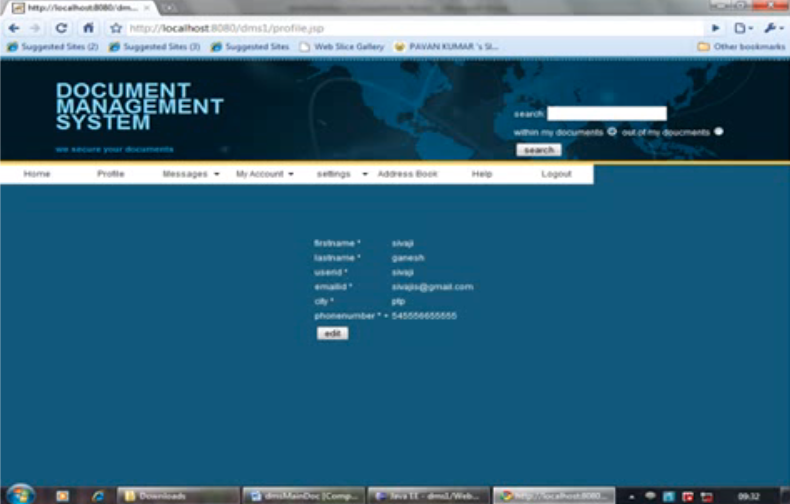 http://localhost:8080/dm...
http://localhost:8080/dms1/profile.jsp
Suggested Sites (2) Suggested Sites (3) Suggested Sites Web Slice Gallery PAVAN KUMAR 's SI... Other bookmarks
DOCUMENT
MANAGEMENT
SYSTEM
we secure your documents
search
within my documents out of my doucments
search
Home Profile Messages My Account settings Address Book Help Logout
firstname * sivaji
lastname * ganesh
userid * sivaji
emailid * sivajis@gmail.com
city * ptp
phonenumber * - 545556655555
edit
Downloads dmsMainDoc [Comp... Java EE - dms1/Web... http://localhost:8080... 09:32